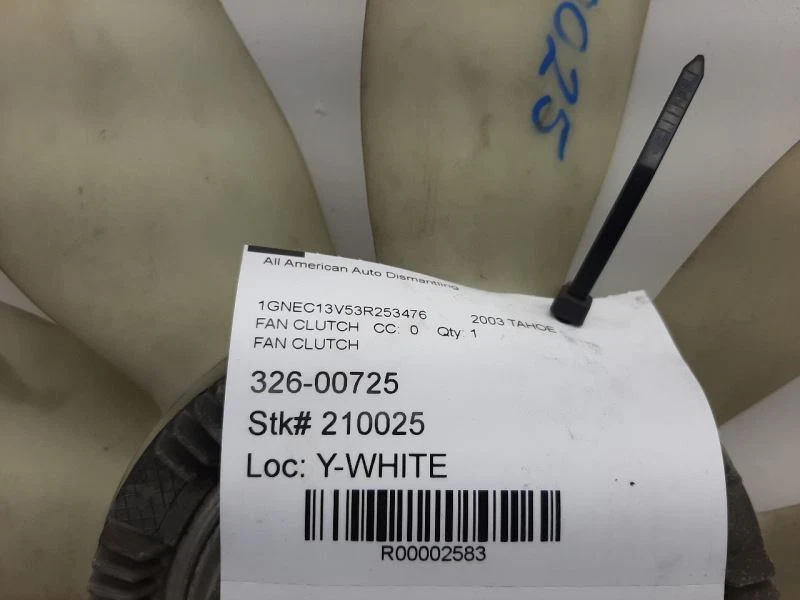 025
All American Auto Dismantling
1GNEC13V53R253476 2003 TAHOE
FAN CLUTCH CC: 0 Qty: 1
FAN CLUTCH
326-00725
Stk# 210025
Loc: Y-WHITE
R00002583